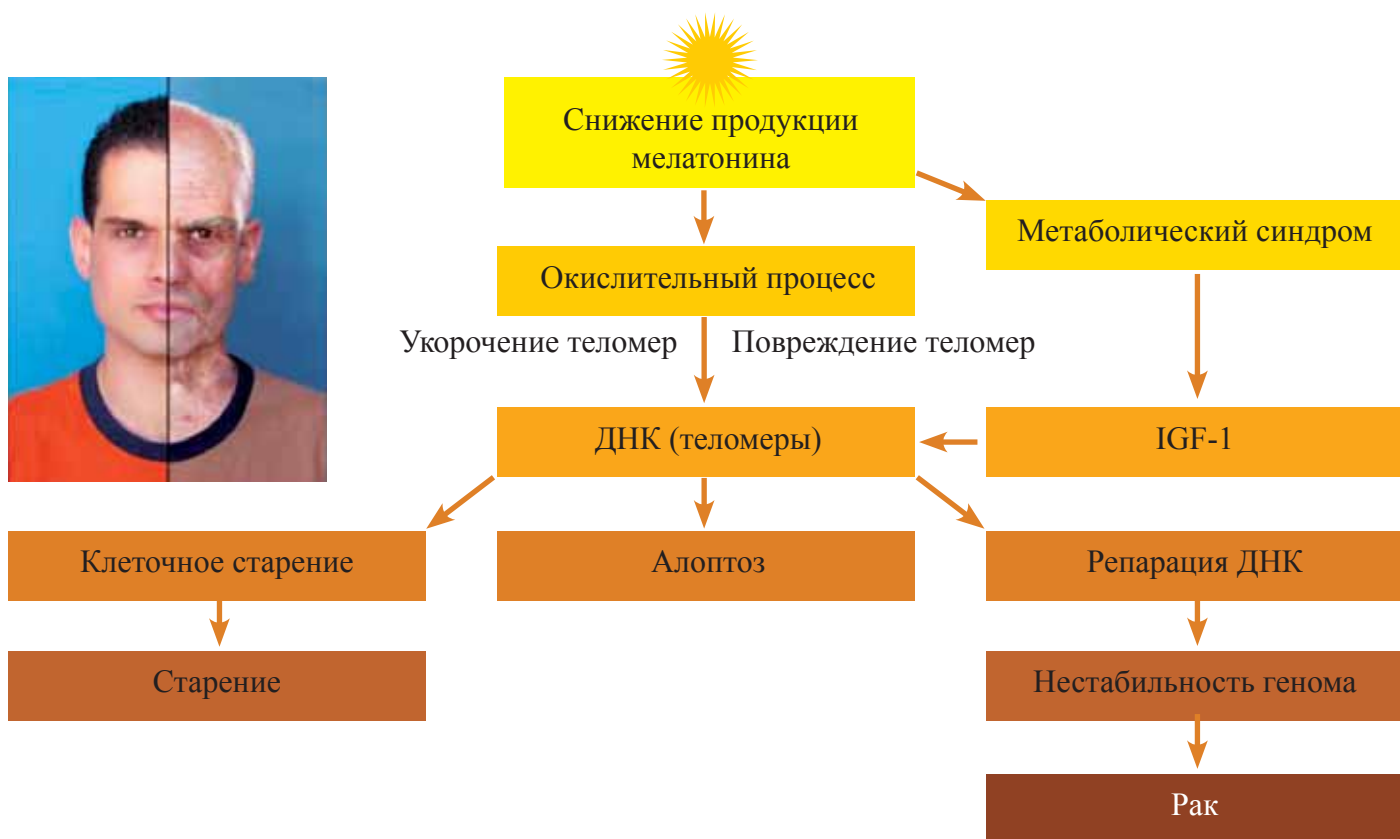 Снижение продукции
мелатонина
Метаболический синдром
Окислительный процесс
Укорочение теломер
Повреждение теломер
ДНК (теломеры)
IGF-1
Клеточное старение
Алоптоз
Репарация ДНК
Старение
Нестабильность генома
Рак